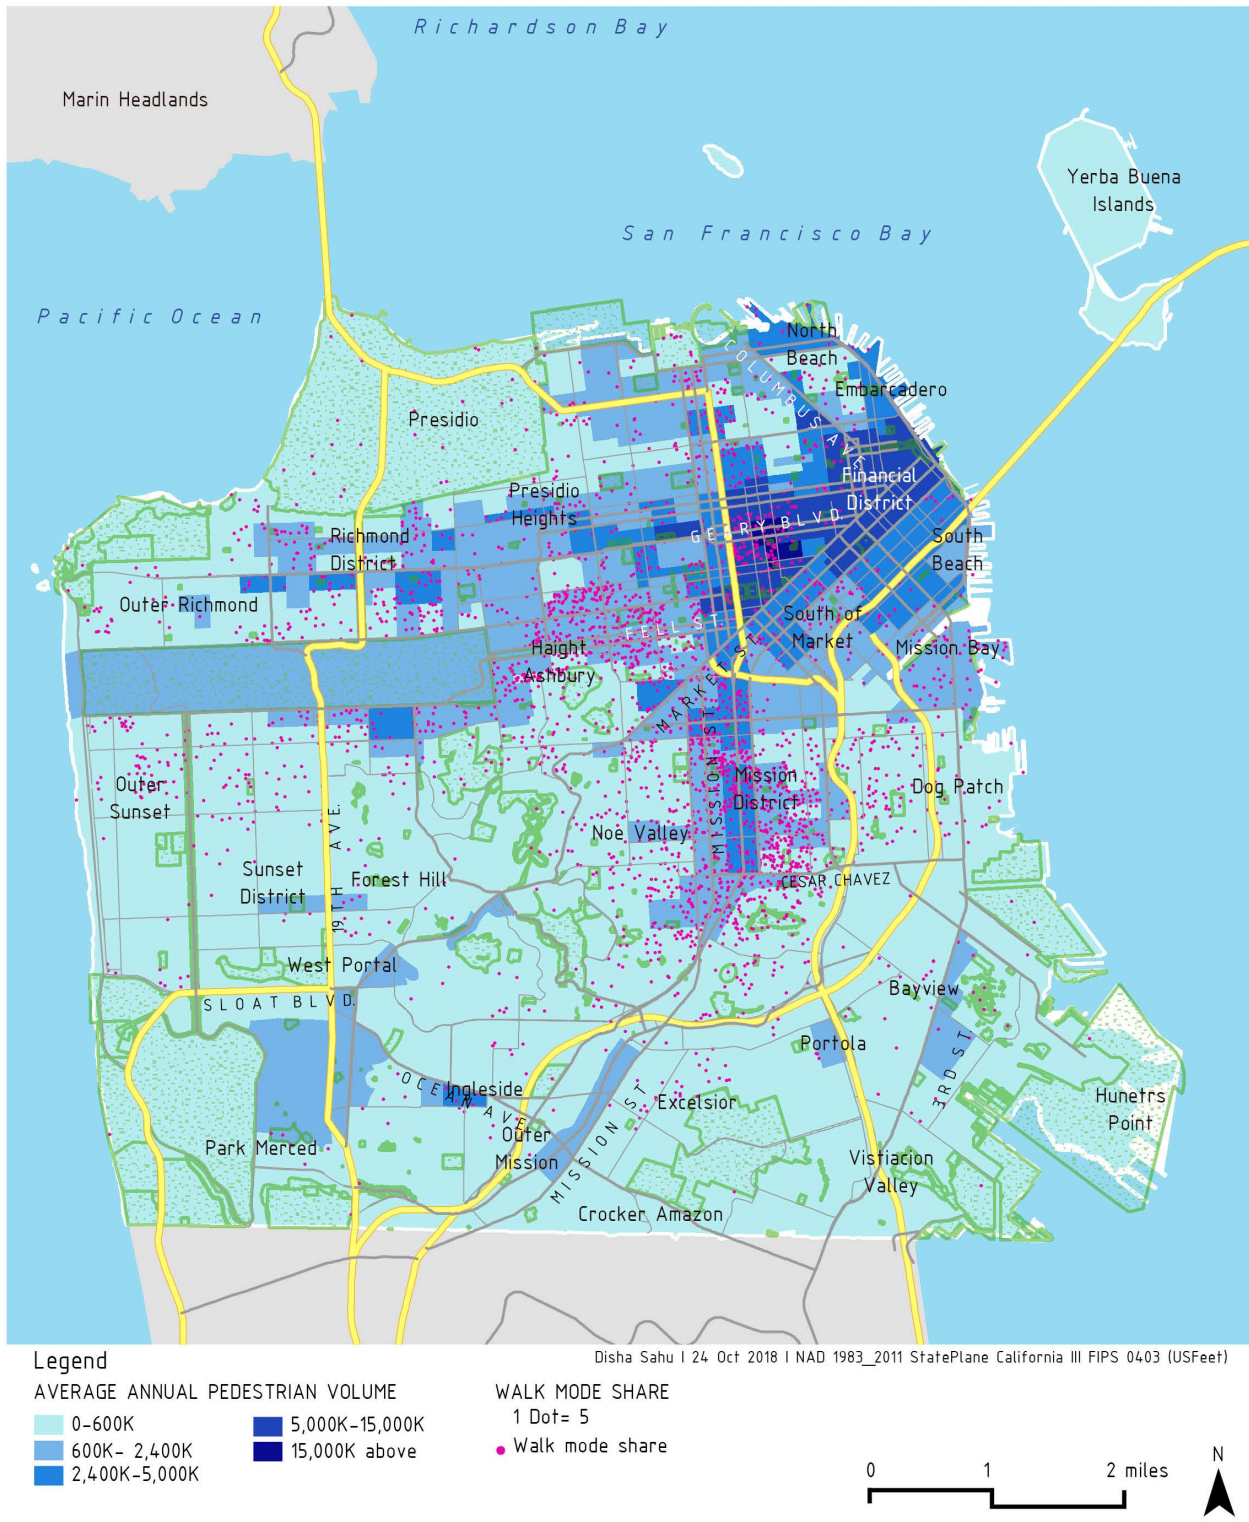 Richardson Bay
Marin Headlands
Yerba Buena
Islands
San Francisco Bay
Pacific Ocean
North
Beach
COLUMBUS AVE.
Embarcadero
Presidio
Financial
District
Presidio
Heights
GEARY BLVD.
Richmond
District
South
Beach
Outer Richmond
South of
Market
FELL ST.
Haight
Ashbury
Mission Bay
MARKET ST.
MISSION ST.
Mission
District
Outer
Sunset
Dog Patch
19TH AVE.
Noe Valley
Sunset
District
Forest Hill
CESAR CHAVEZ
West Portal
SLOAT BLVD.
Bayview
Portola
3RD ST.
OCEAN AVE.
Ingleside
Excelsior
Hunetrs
Point
Outer
Mission
MISSION ST.
Park Merced
Vistiacion
Valley
Crocker Amazon
Legend
Disha Sahu | 24 Oct 2018 | NAD 1983_2011 StatePlane California III FIPS 0403 (USFeet)
AVERAGE ANNUAL PEDESTRIAN VOLUME
0-600K
600K- 2,400K
2,400K-5,000K
5,000K-15,000K
15,000K above
WALK MODE SHARE
1 Dot= 5
Walk mode share
0 1 2 miles
N